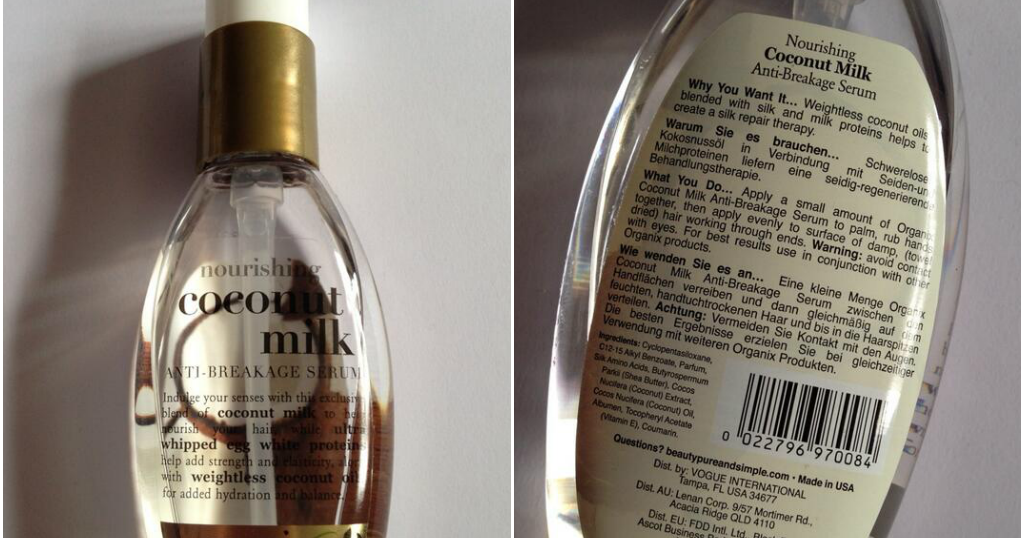 nourishing
coconut
milk
ANTI-BREAKAGE SERUM
Indulge your senses with this exclusive
blend of coconut milk to help
nourish your hair, while ultra
whipped egg white proteins
help add strength and elasticity, along
with weightless coconut oil
for added hydration and balance.
Nourishing
Coconut Milk
Anti-Breakage Serum
Why You Want It... Weightless coconut oils
blended with silk and milk proteins helps to
create a silk repair therapy.
Warum Sie es brauchen... Schwerelose
Kokosnussöl in Verbindung mit Seiden-un
Milchproteinen liefern eine seidig-regenerierende
Behandlungstherapie.
What You Do... Apply a small amount of Organi
Coconut Milk Anti-Breakage Serum to palm, rub hands
together, then apply evenly to surface of damp, (towel
dried) hair working through ends. Warning: avoid contact
with eyes. For best results use in conjunction with other
Organix products.
Wie wenden Sie es an... Eine kleine Menge Organix
Coconut Milk Anti-Breakage Serum zwischen den
Handflächen verreiben und dann gleichmäßig auf dem
feuchten, handtuchtrockenen Haar und bis in die Haarspitzen
verteilen. Achtung: Vermeiden Sie Kontakt mit den Augen.
Die besten Ergebnisse erzielen Sie bei gleichzeitiger
Verwendung mit weiteren Organix Produkten.
Ingredients: Cyclopentasiloxane,
C12-15 Alkyl Benzoate, Parfum,
Silk Amino Acids, Butyrospermum
Parkii (Shea Butter), Cocos
Nucifera (Coconut) Extract,
Cocos Nucifera (Coconut) Oil,
Albumen, Tocopheryl Acetate
(Vitamin E), Coumarin.
0 022796 970084
Questions? beautypureandsimple.com • Made in USA
Dist. by: VOGUE INTERNATIONAL
Tampa, FL USA 34677
Dist. AU: Lenan Corp. 9/57 Mortimer Rd.,
Acacia Ridge QLD 4110
Dist. EU: FDD Intl. Ltd.,
Ascot Business